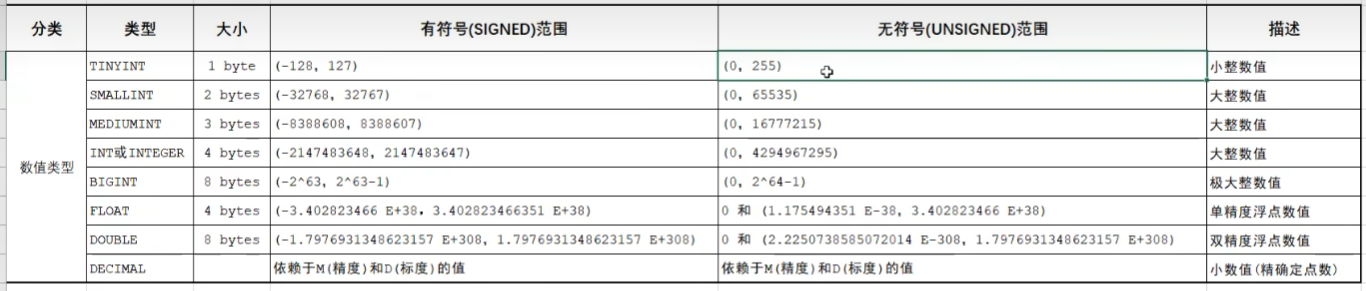 分类 类型 大小 有符号(SIGNED)范围 无符号(UNSIGNED)范围 描述
TINYINT 1 byte (-128, 127) (0, 255) 小整数值
SMALLINT 2 bytes (-32768, 32767) (0, 65535) 大整数值
MEDIUMINT 3 bytes (-8388608, 8388607) (0, 16777215) 大整数值
数值类型 INT或INTEGER 4 bytes (-2147483648, 2147483647) (0, 4294967295) 大整数值
BIGINT 8 bytes (-2^63, 2^63-1) (0, 2^64-1) 极大整数值
FLOAT 4 bytes (-3.402823466 E+38, 3.402823466351 E+38) 0 和 (1.175494351 E-38, 3.402823466 E+38) 单精度浮点数值
DOUBLE 8 bytes (-1.7976931348623157 E+308, 1.7976931348623157 E+308) 0 和 (2.2250738585072014 E-308, 1.7976931348623157 E+308) 双精度浮点数值
DECIMAL 依赖于M(精度)和D(标度)的值 依赖于M(精度)和D(标度)的值 小数值(精确定点数)